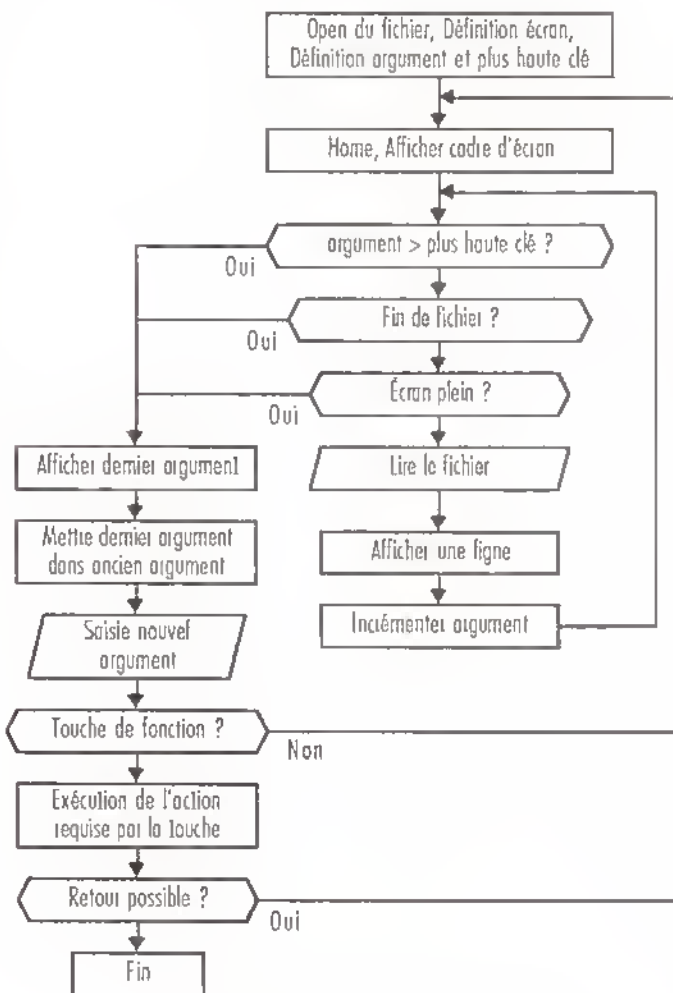 Open du fichier, Définition écran,
Définition argument et plus haute clé
Home, Afficher cadre d'écran
argument > plus haute clé ?
Oui
Fin de fichier ?
Oui
Écran plein ?
Oui
Lire le fichier
Afficher une ligne
Incrémenter argument
Afficher dernier argument
Mettre dernier argument
dans ancien argument
Saisie nouvel
argument
Touche de fonction ?
Non
Exécution de l'action
requise par la touche
Retour possible ?
Oui
Fin